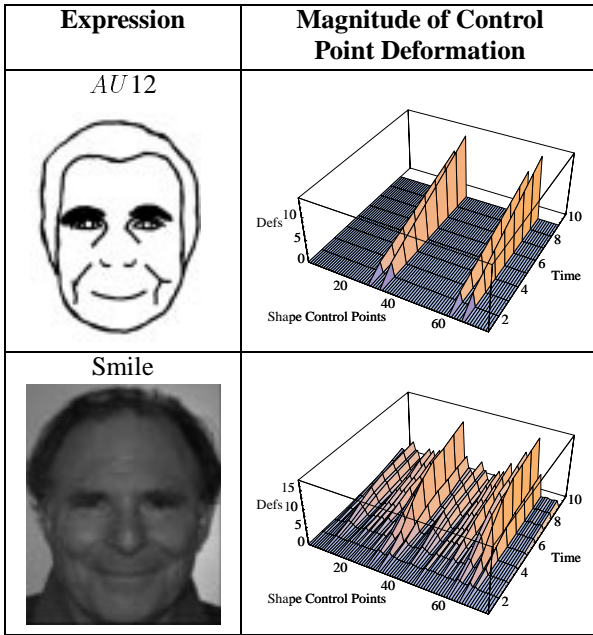 Expression
Magnitude of Control
Point Deformation
AU 12
Defs
10
5
0
20
40
60
Shape Control Points
2
4
6
8
10
Time
Smile
Defs
15
10
5
0
20
40
60
Shape Control Points
2
4
6
8
10
Time